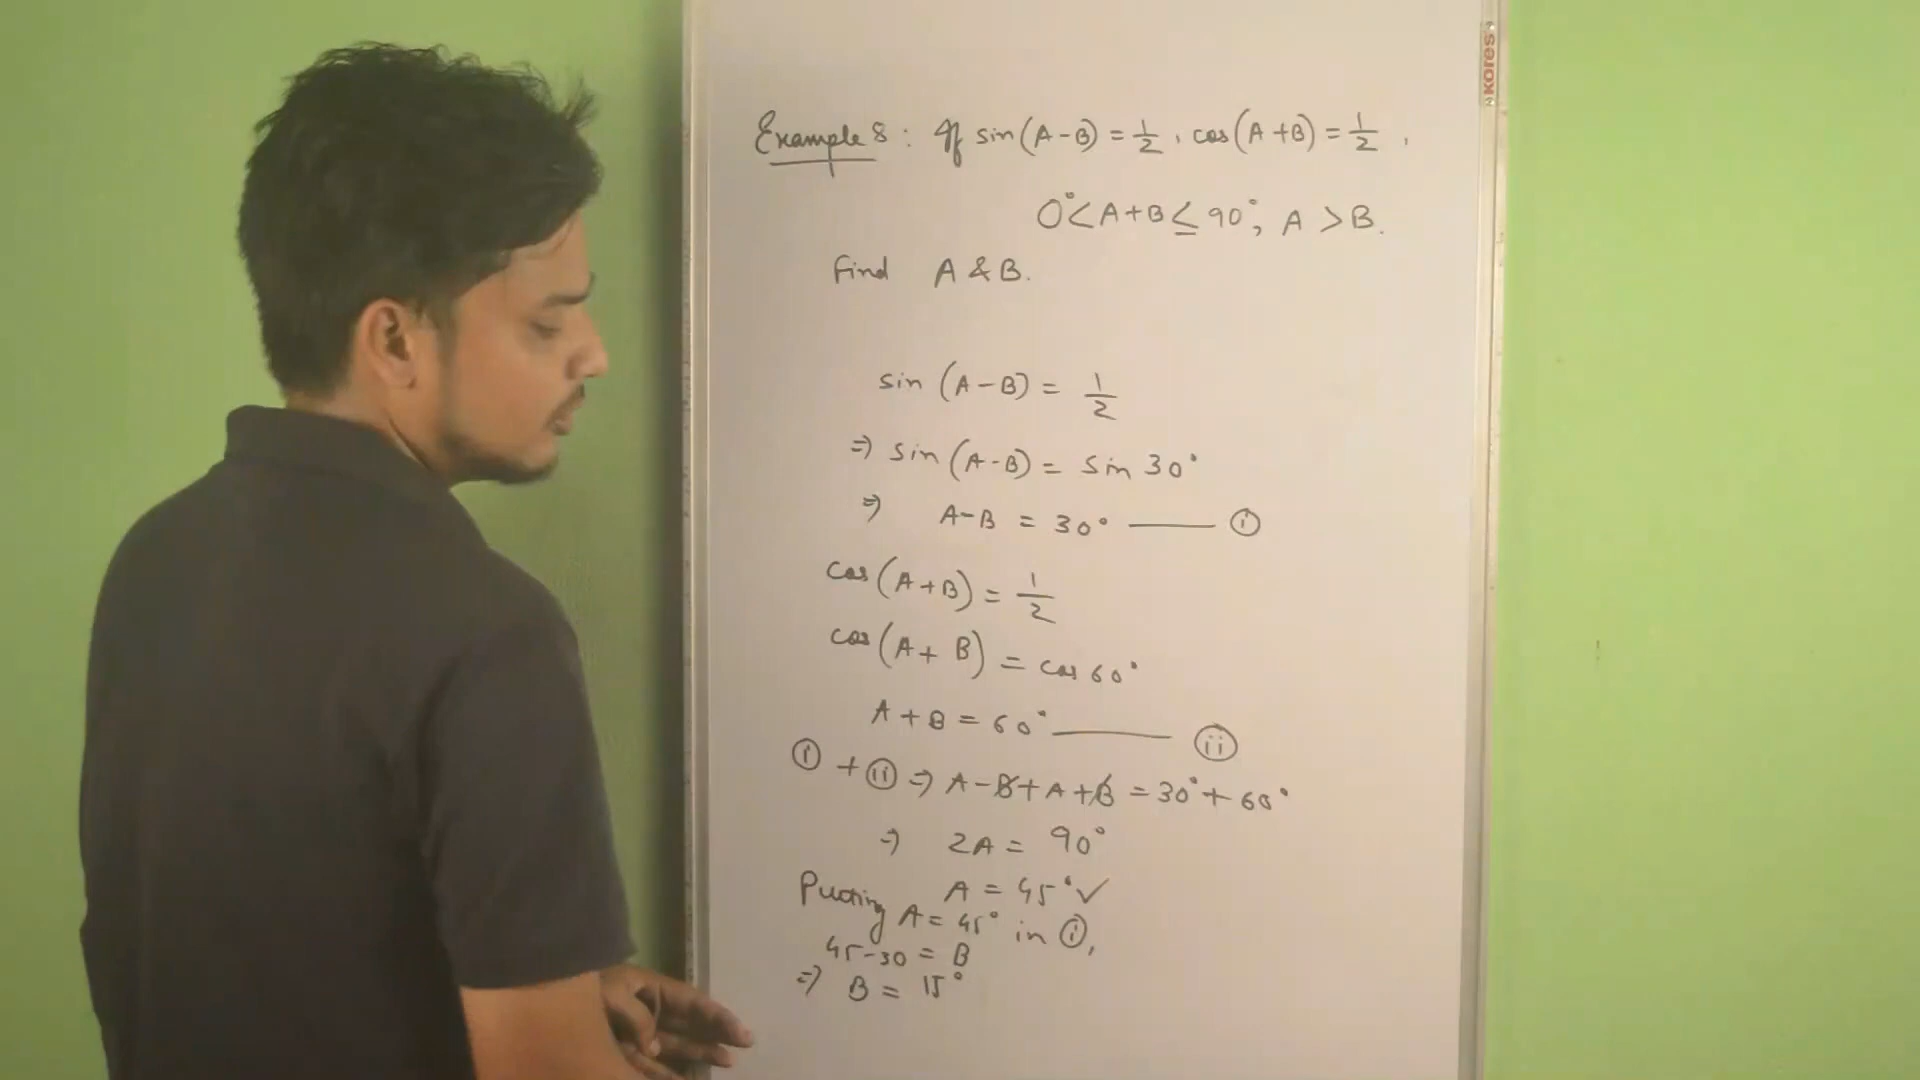 kores
Example 8 : If sin(A-B) = 1/2, cos(A+B) = 1/2,
0°<A+B≤90°; A >B.
Find A & B.
sin (A-B) = 1/2
⇒ sin (A-B) = sin 30°
⇒ A-B = 30° —— (i)
cos (A+B) = 1/2
cos (A+ B) = cos 60°
A+B = 60° —— (ii)
(i) + (ii) ⇒ A-B+A+B = 30°+60°
⇒ 2A = 90°
A = 45° ✓
Putting A= 45° in (i),
45-30 = B
⇒ B = 15°